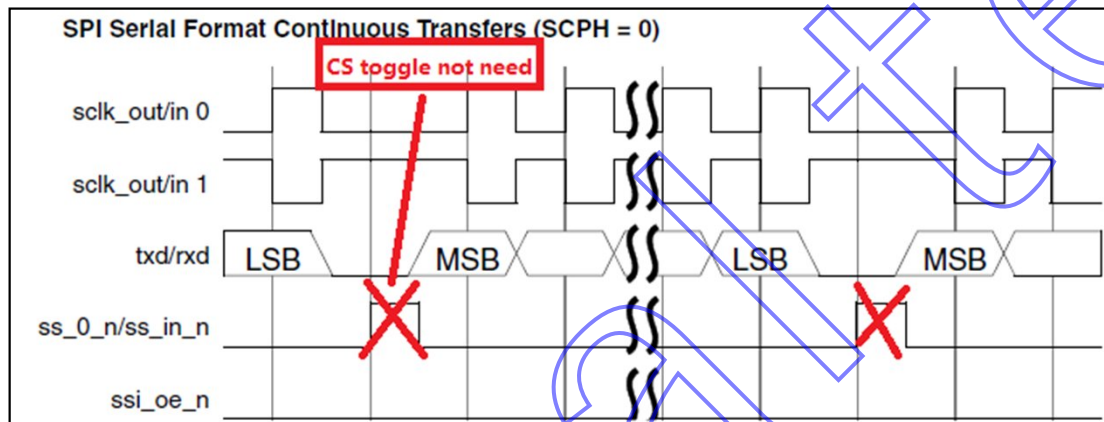 SPI Serial Format Continuous Transfers (SCPH = 0)
CS toggle not need
sclk_out/in 0
sclk_out/in 1
txd/rxd
LSB
MSB
LSB
MSB
ss_0_n/ss_in_n
ssi_oe_n